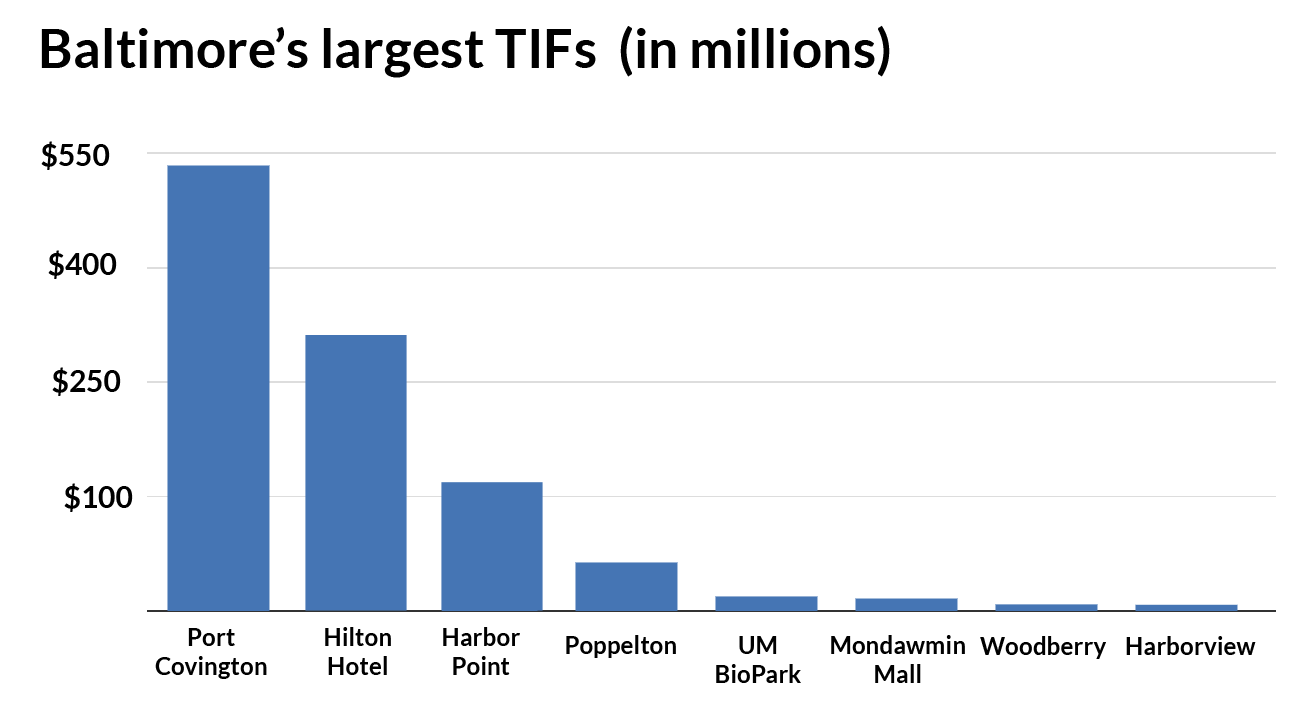 Baltimore’s largest TIFs (in millions)
$550
$400
$250
$100
Port
Covington
Hilton
Hotel
Harbor
Point
Poppelton
UM
BioPark
Mondawmin
Mall
Woodberry
Harborview